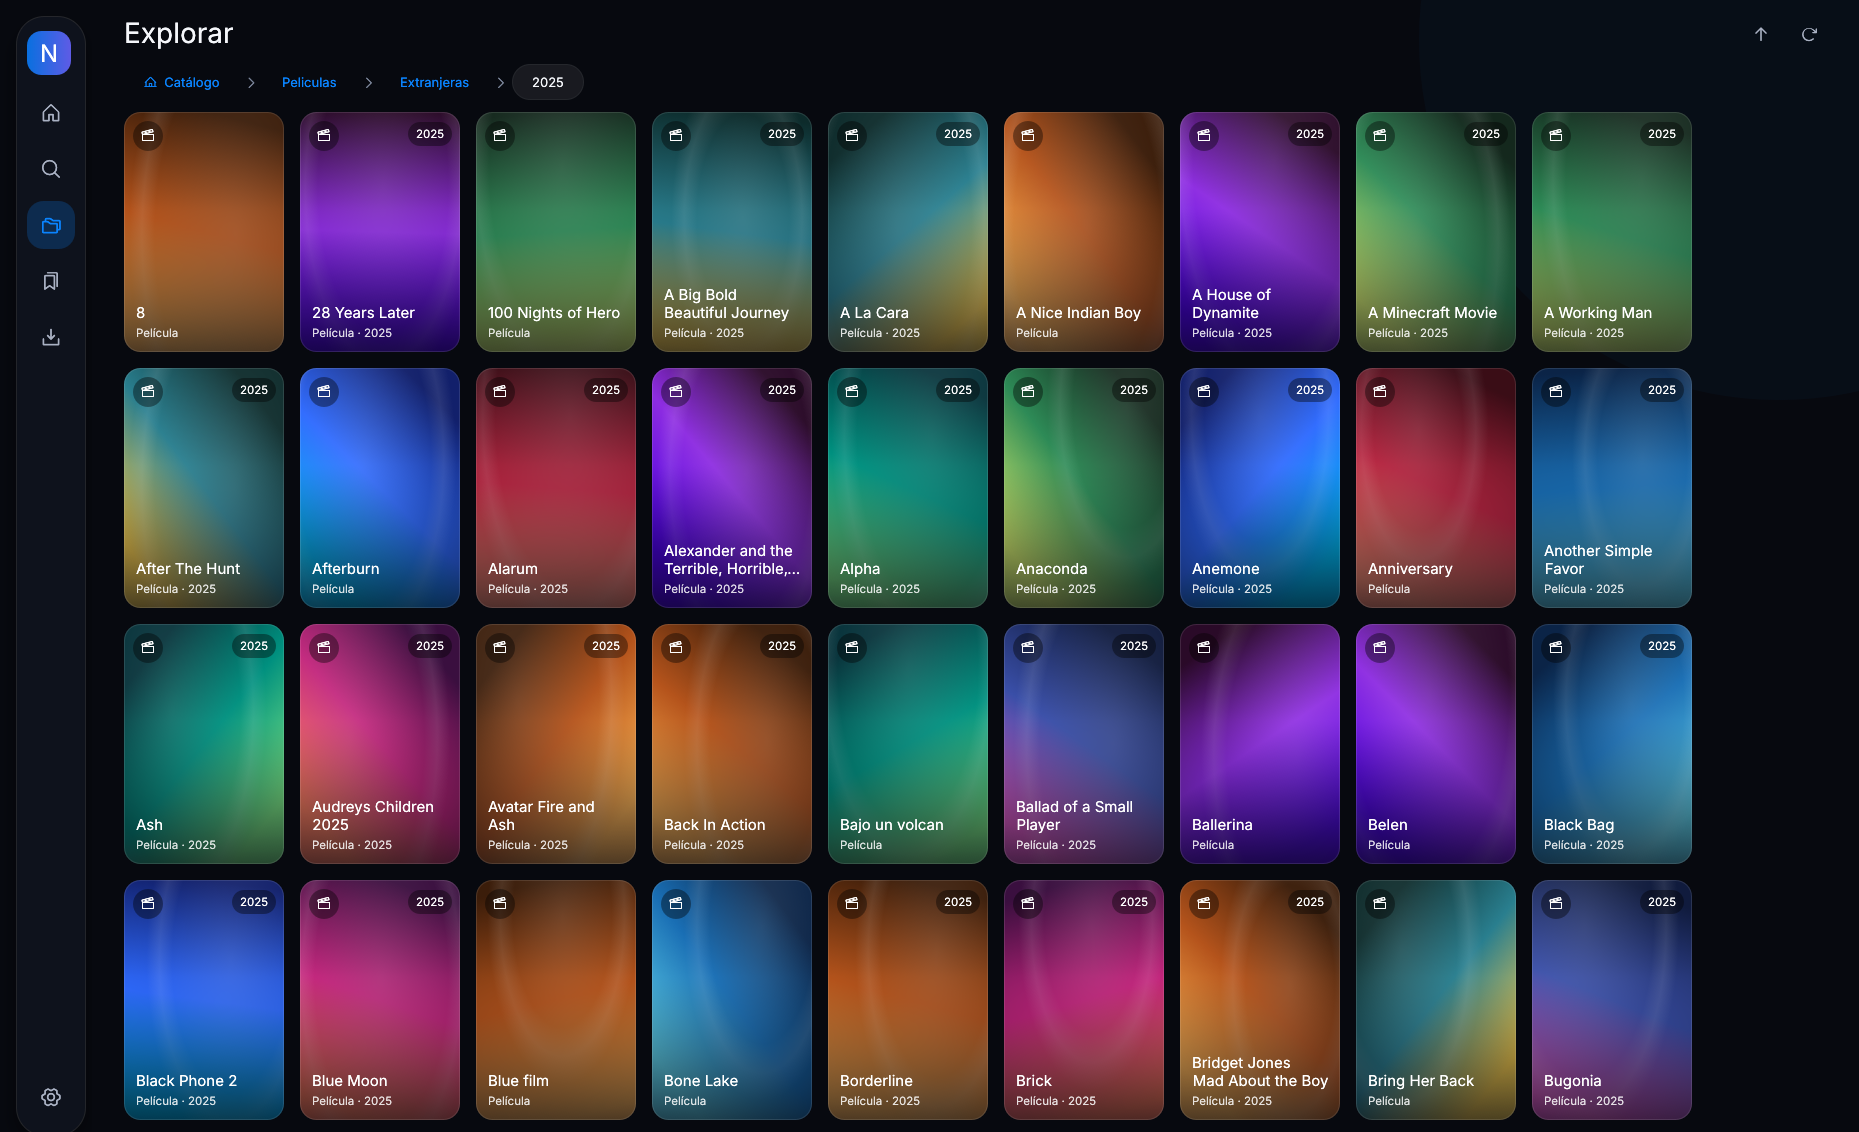 N
Explorar
Catálogo
Peliculas
Extranjeras
2025
8
Película
2025
28 Years Later
Película · 2025
100 Nights of Hero
Película
2025
A Big Bold
Beautiful Journey
Película · 2025
2025
A La Cara
Película · 2025
A Nice Indian Boy
Película
2025
A House of
Dynamite
Película · 2025
2025
A Minecraft Movie
Película · 2025
2025
A Working Man
Película · 2025
2025
After The Hunt
Película · 2025
Afterburn
Película
2025
Alarum
Película · 2025
2025
Alexander and the
Terrible, Horrible,...
Película · 2025
2025
Alpha
Película · 2025
2025
Anaconda
Película · 2025
2025
Anemone
Película · 2025
Anniversary
Película
2025
Another Simple
Favor
Película · 2025
2025
Ash
Película · 2025
2025
Audreys Children
2025
Película · 2025
2025
Avatar Fire and
Ash
Película · 2025
2025
Back In Action
Película · 2025
Bajo un volcan
Película
2025
Ballad of a Small
Player
Película · 2025
Ballerina
Película
Belen
Película
2025
Black Bag
Película · 2025
2025
Black Phone 2
Película · 2025
2025
Blue Moon
Película · 2025
Blue film
Película
Bone Lake
Película
2025
Borderline
Película · 2025
2025
Brick
Película · 2025
2025
Bridget Jones
Mad About the Boy
Película · 2025
Bring Her Back
Película
2025
Bugonia
Película · 2025